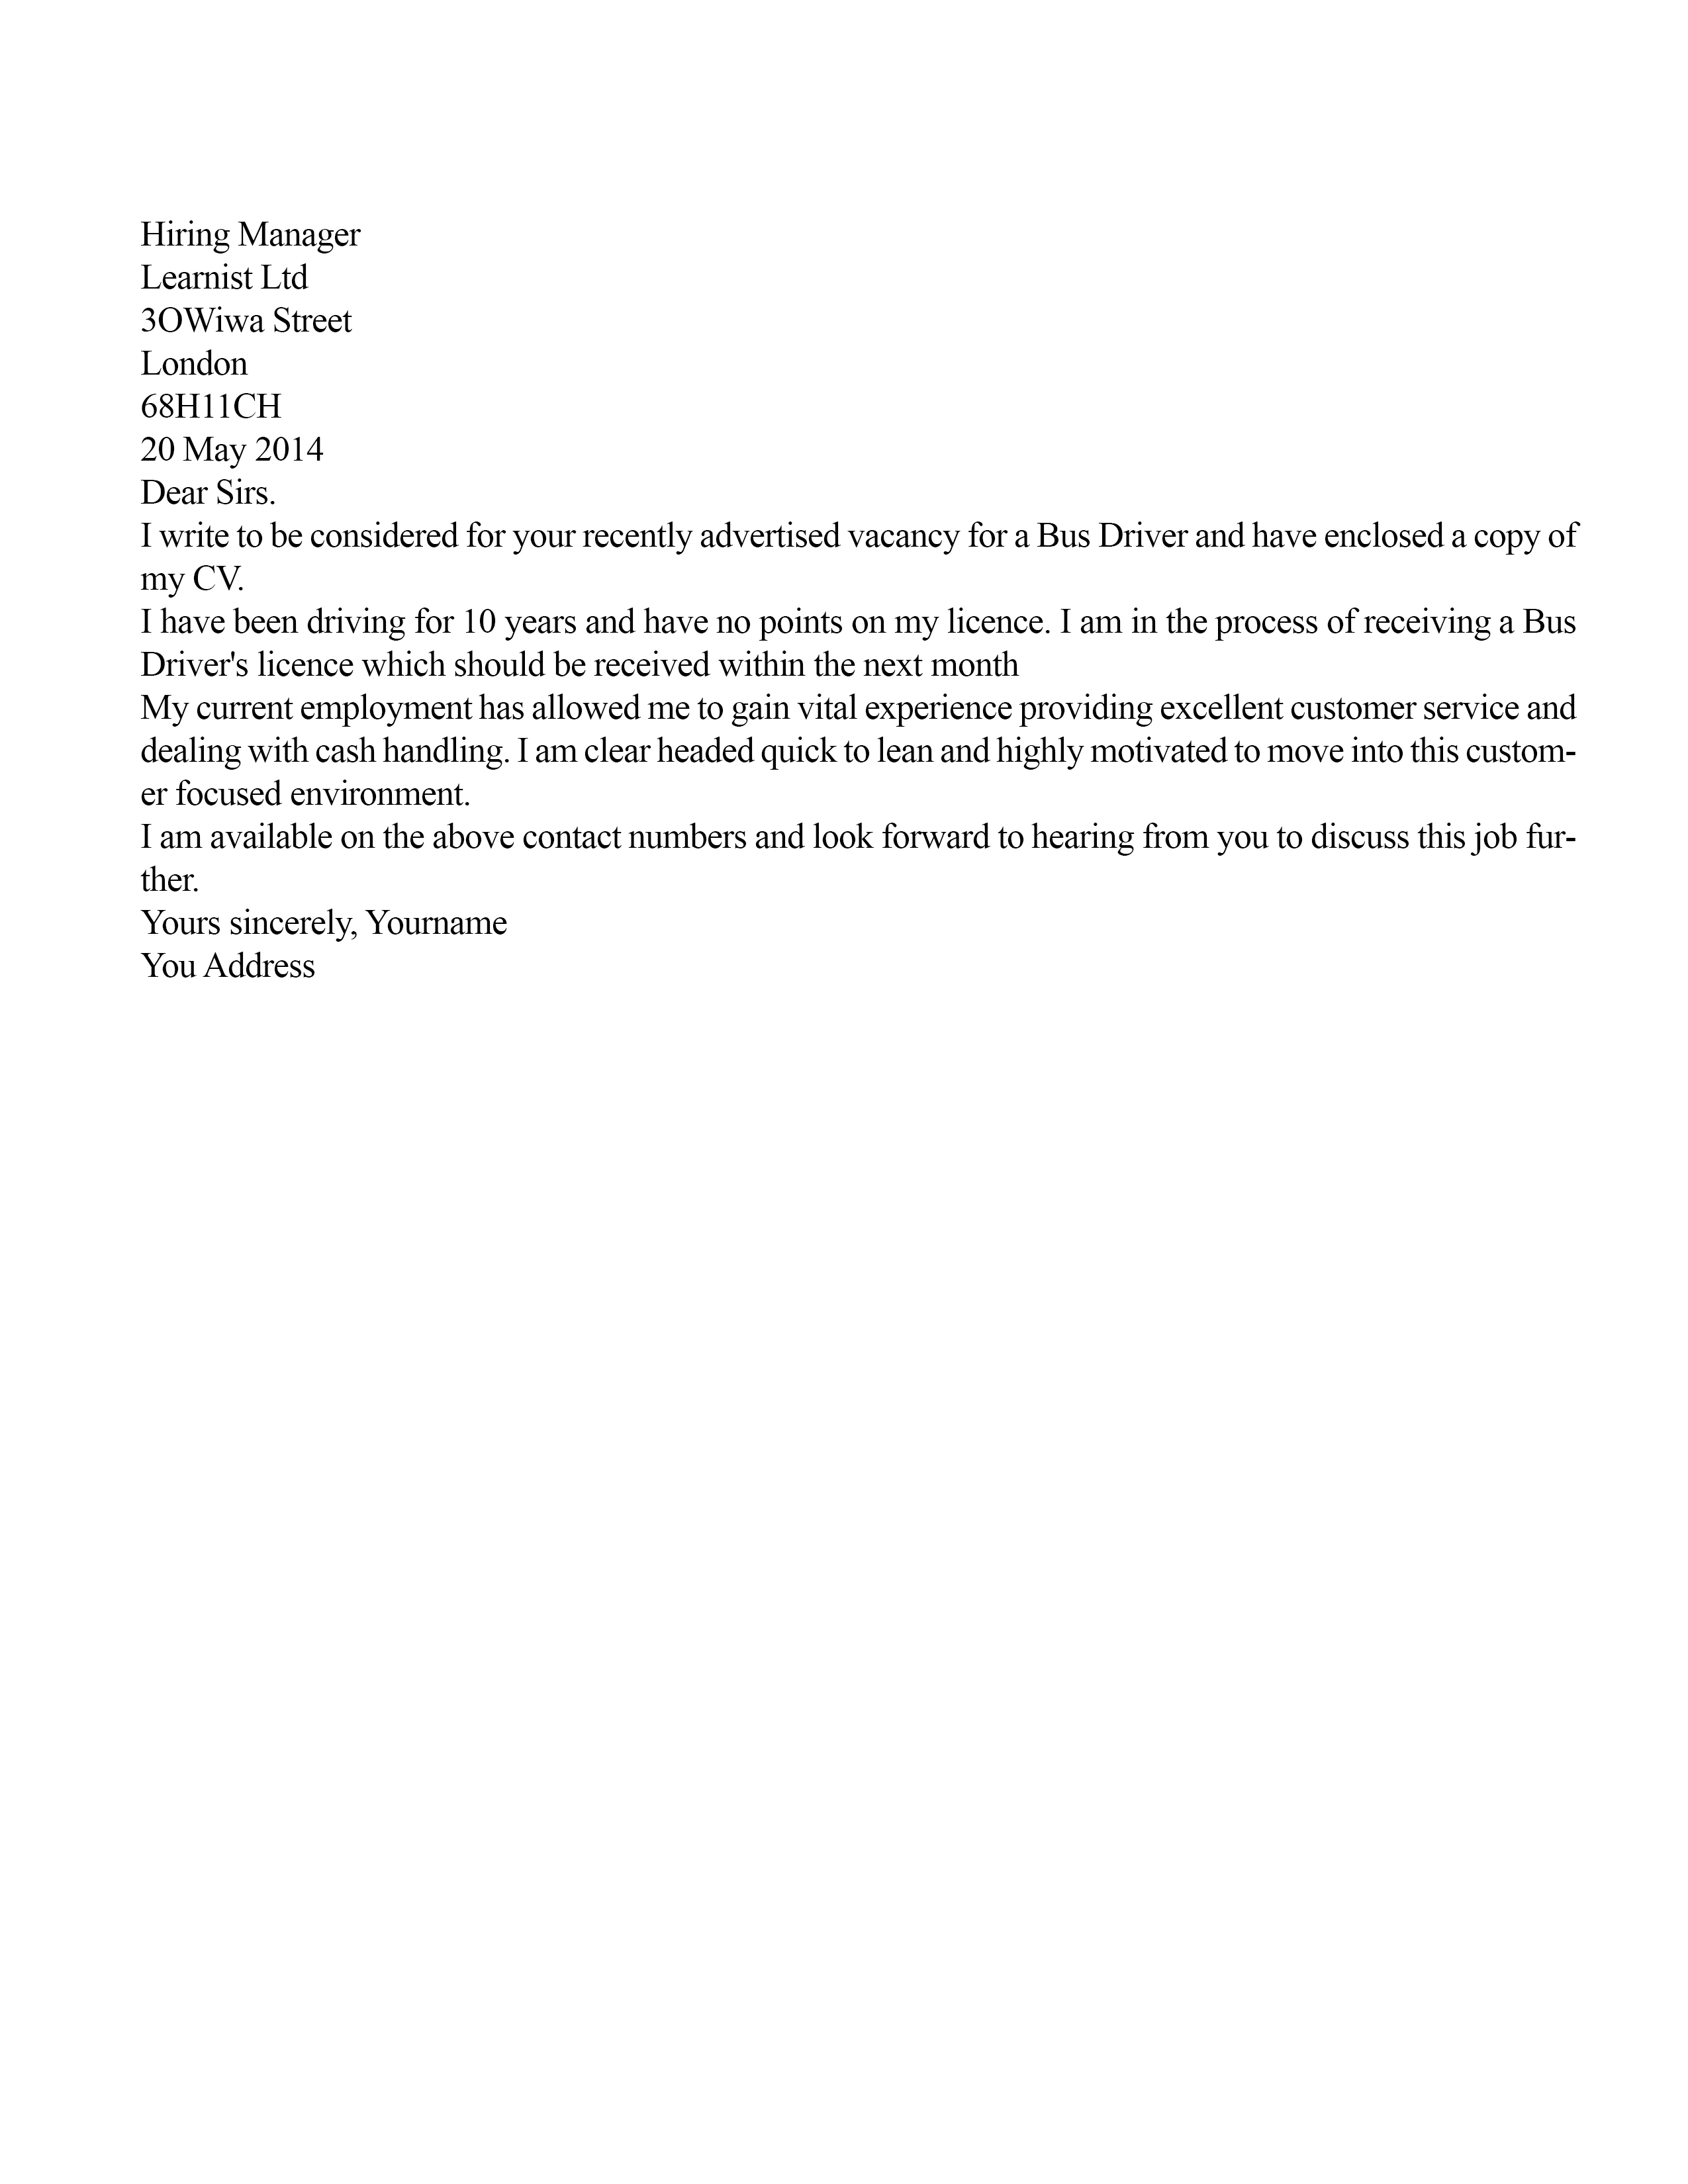 Hiring Manager
Learnist Ltd
3OWiwa Street
London
68H11CH
20 May 2014
Dear Sirs.
I write to be considered for your recently advertised vacancy for a Bus Driver and have enclosed a copy of
my CV.
I have been driving for 10 years and have no points on my licence. I am in the process of receiving a Bus
Driver's licence which should be received within the next month
My current employment has allowed me to gain vital experience providing excellent customer service and
dealing with cash handling. I am clear headed quick to lean and highly motivated to move into this custom-
er focused environment.
I am available on the above contact numbers and look forward to hearing from you to discuss this job fur-
ther.
Yours sincerely, Yourname
You Address